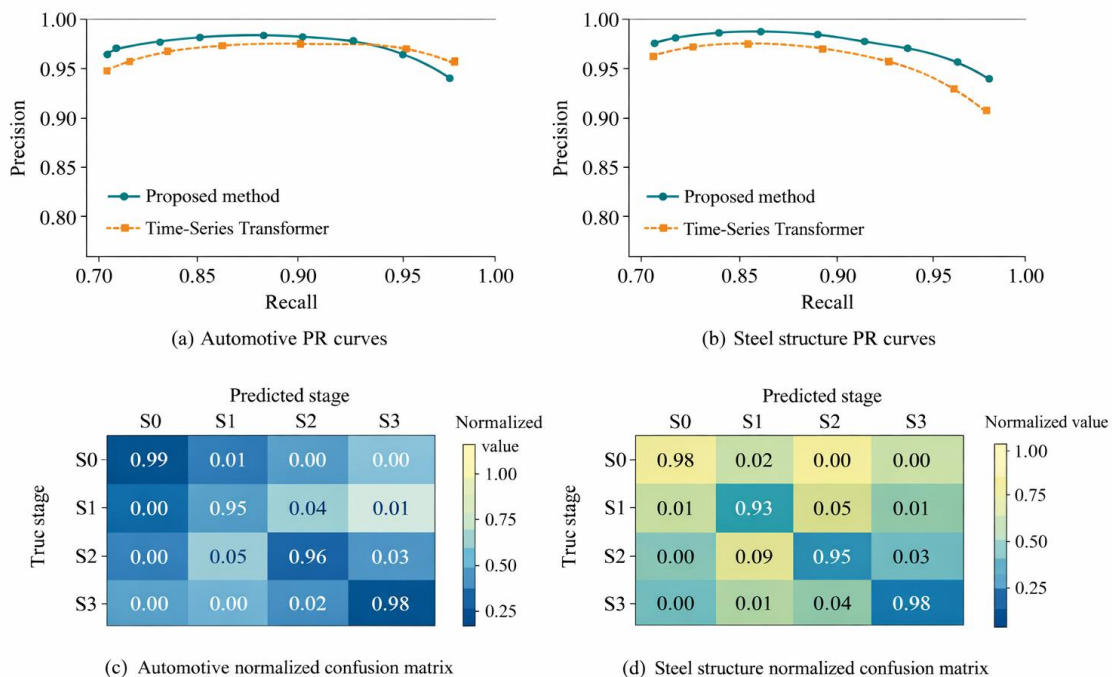 1.00
0.95
0.90
0.85
0.80
Precision
Proposed method
Time-Series Transformer
0.70 0.85 0.90 0.95 1.00
Recall
(a) Automotive PR curves
1.00
0.95
0.90
0.85
0.80
Precision
Proposed method
Time-Series Transformer
0.70 0.85 0.90 0.95 1.00
Recall
(b) Steel structure PR curves
Predicted stage
S0 S1 S2 S3
Normalized
value
Truc stage
S0 0.99 0.01 0.00 0.00
S1 0.00 0.95 0.04 0.01
S2 0.00 0.05 0.96 0.03
S3 0.00 0.00 0.02 0.98
1.00
0.75
0.50
0.25
(c) Automotive normalized confusion matrix
Predicted stage
S0 S1 S2 S3
Normalized value
Truc stage
S0 0.98 0.02 0.00 0.00
S1 0.01 0.93 0.05 0.01
S2 0.00 0.09 0.95 0.03
S3 0.00 0.01 0.04 0.98
1.00
0.75
0.50
0.25
(d) Steel structure normalized confusion matrix